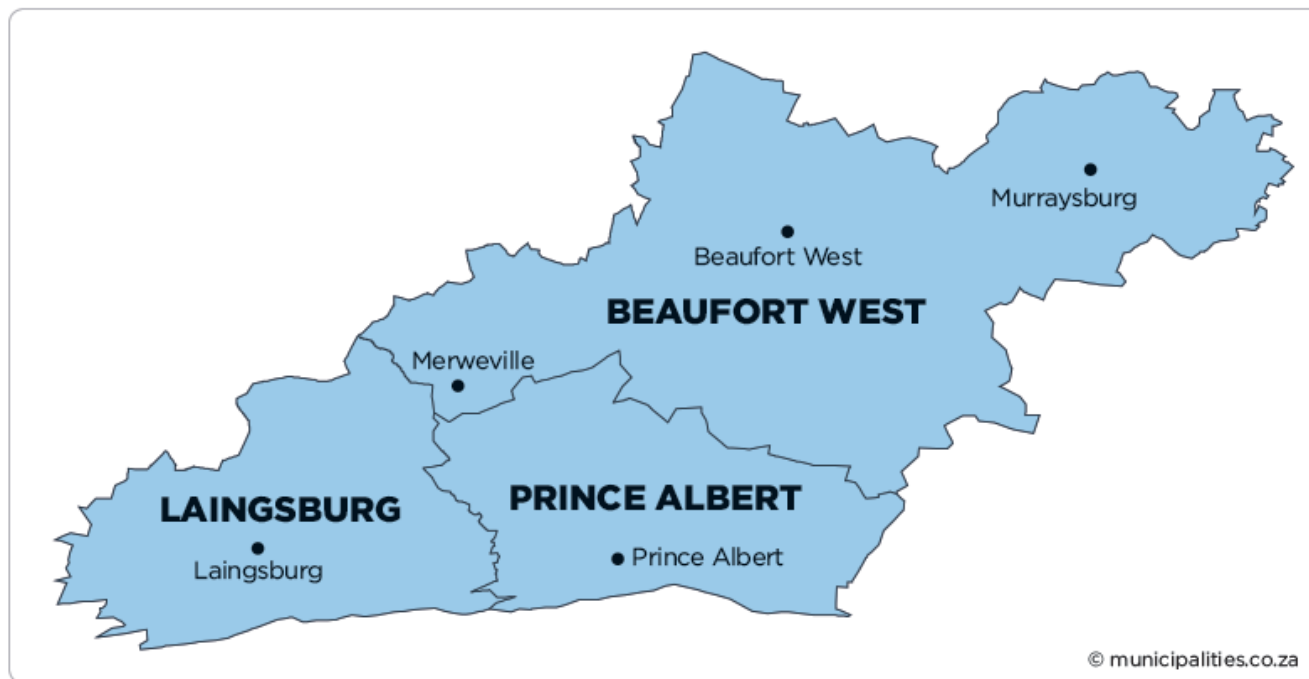 Murraysburg
Beaufort West
BEAUFORT WEST
Merweville
LAINGSBURG
Laingsburg
PRINCE ALBERT
Prince Albert
© municipalities.co.za